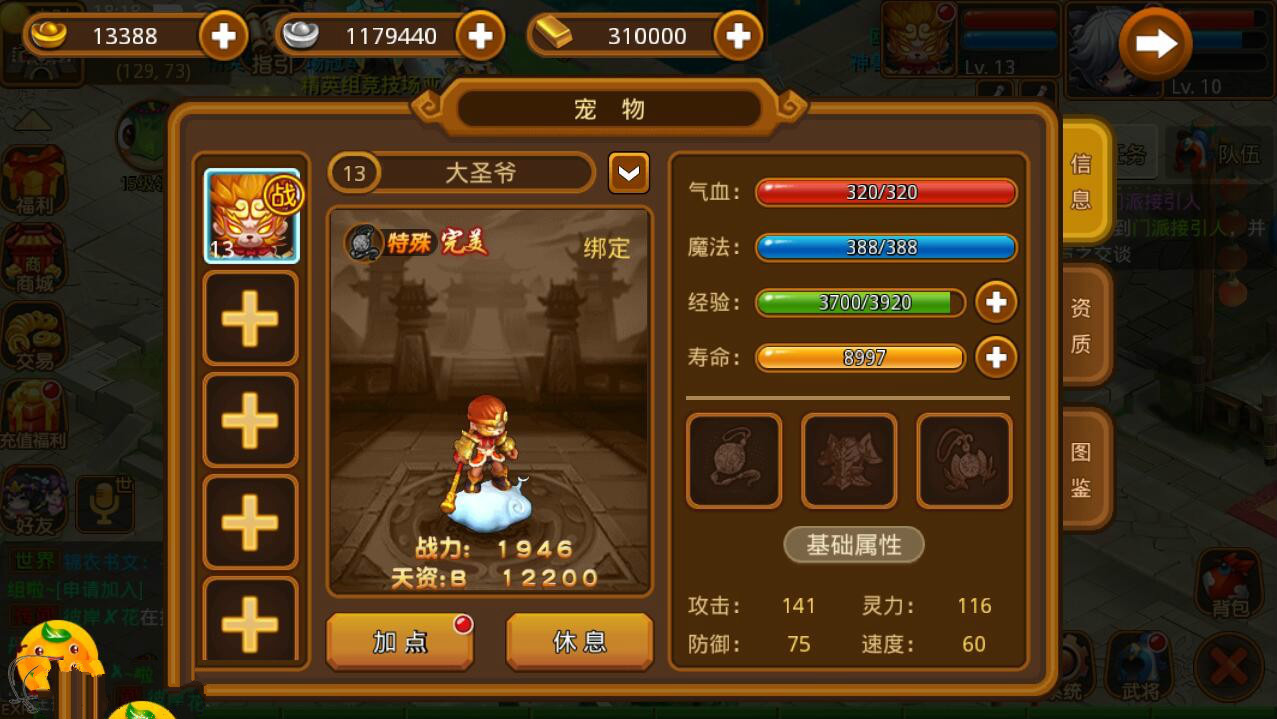 13388
1179440
310000
(129, 73)
指引
精英组竞技场
Lv. 13
Lv. 10
宠 物
福利
商城
交易
充值福利
好友
13
战
13
大圣爷
特殊 完美
绑定
战力: 1946
天资:B 12200
加点
休息
气血: 320/320
魔法: 388/388
经验: 3700/3920
寿命: 8997
基础属性
攻击: 141 灵力: 116
防御: 75 速度: 60
信息
资质
图鉴
队伍
门派接引人
到门派接引人，并
之交谈
世界 锦衣书文:
组啦~[申请加入]
彼岸✗花在
背包
武将
系统